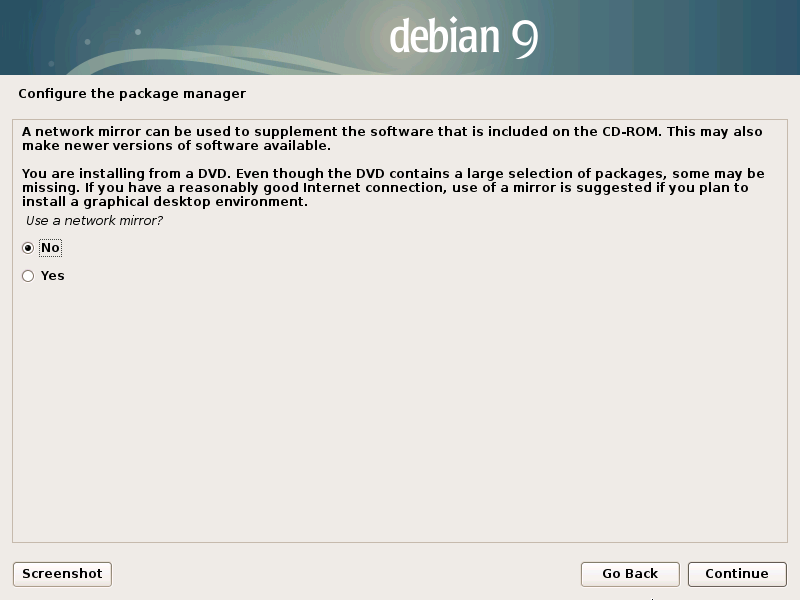 debian 9
Configure the package manager
A network mirror can be used to supplement the software that is included on the CD-ROM. This may also
make newer versions of software available.
You are installing from a DVD. Even though the DVD contains a large selection of packages, some may be
missing. If you have a reasonably good Internet connection, use of a mirror is suggested if you plan to
install a graphical desktop environment.
Use a network mirror?
No
Yes
Screenshot
Go Back
Continue